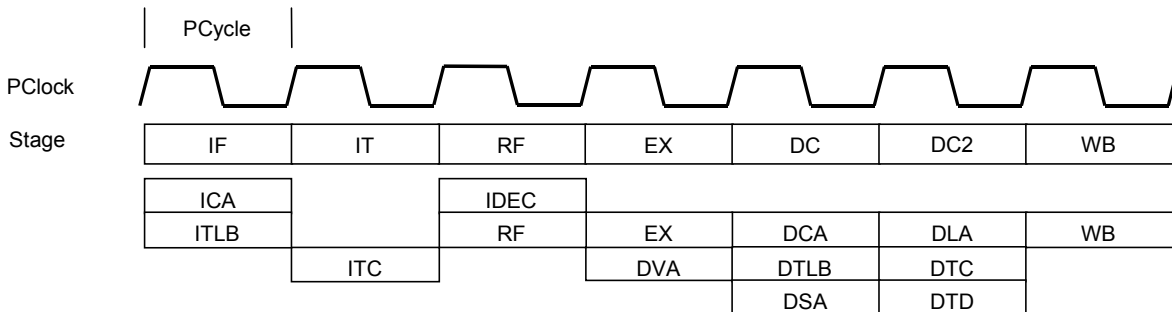 PCycle
PClock
Stage IF IT RF EX DC DC2 WB
ICA IDEC
ITLB RF EX DCA DLA WB
ITC DVA DTLB DTC
DSA DTD